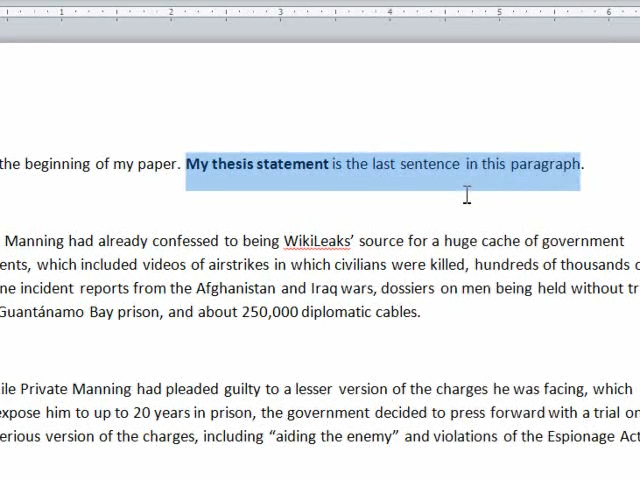 1 2 3 4 5 6
the beginning of my paper. My thesis statement is the last sentence in this paragraph.
Manning had already confessed to being WikiLeaks’ source for a huge cache of government
ents, which included videos of airstrikes in which civilians were killed, hundreds of thousands o
ne incident reports from the Afghanistan and Iraq wars, dossiers on men being held without tr
Guantánamo Bay prison, and about 250,000 diplomatic cables.
ile Private Manning had pleaded guilty to a lesser version of the charges he was facing, which
expose him to up to 20 years in prison, the government decided to press forward with a trial on
erious version of the charges, including “aiding the enemy” and violations of the Espionage Act